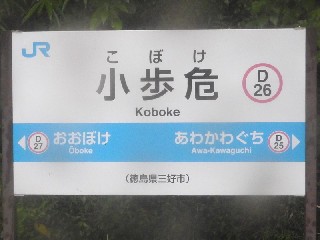 JR
こぼけ
小歩危
Koboke
D
26
D
27
おおぼけ
Ōboke
あわかわぐち
Awa-Kawaguchi
D
25
(徳島県三好市)